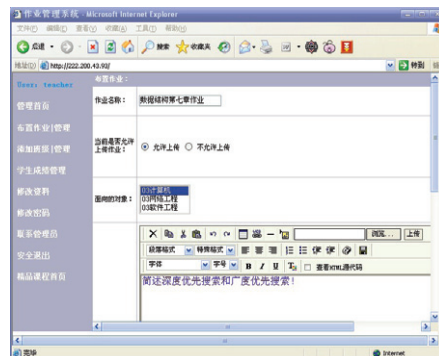 作业管理系统 - Microsoft Internet Explorer
文件(F) 编辑(E) 查看(V) 收藏(A) 工具(T) 帮助(H)
后退 搜索 收藏夹
地址(D) http://222.200.43.93/ 转到
User: teacher
管理首页
布置作业|管理
添加班级|管理
学生成绩管理
修改资料
修改密码
联系管理员
安全退出
精品课程首页
布置作业：
作业名称： 数据结构第七章作业
当前是否允许上传作业： 允许上传 不允许上传
面向的对象： 03计算机
03网络工程
03软件工程
浏览... 上传
段落格式 特殊格式
字体 字号 B I U 查看HTML源代码
简述深度优先搜索和广度优先搜索！
完毕 Internet